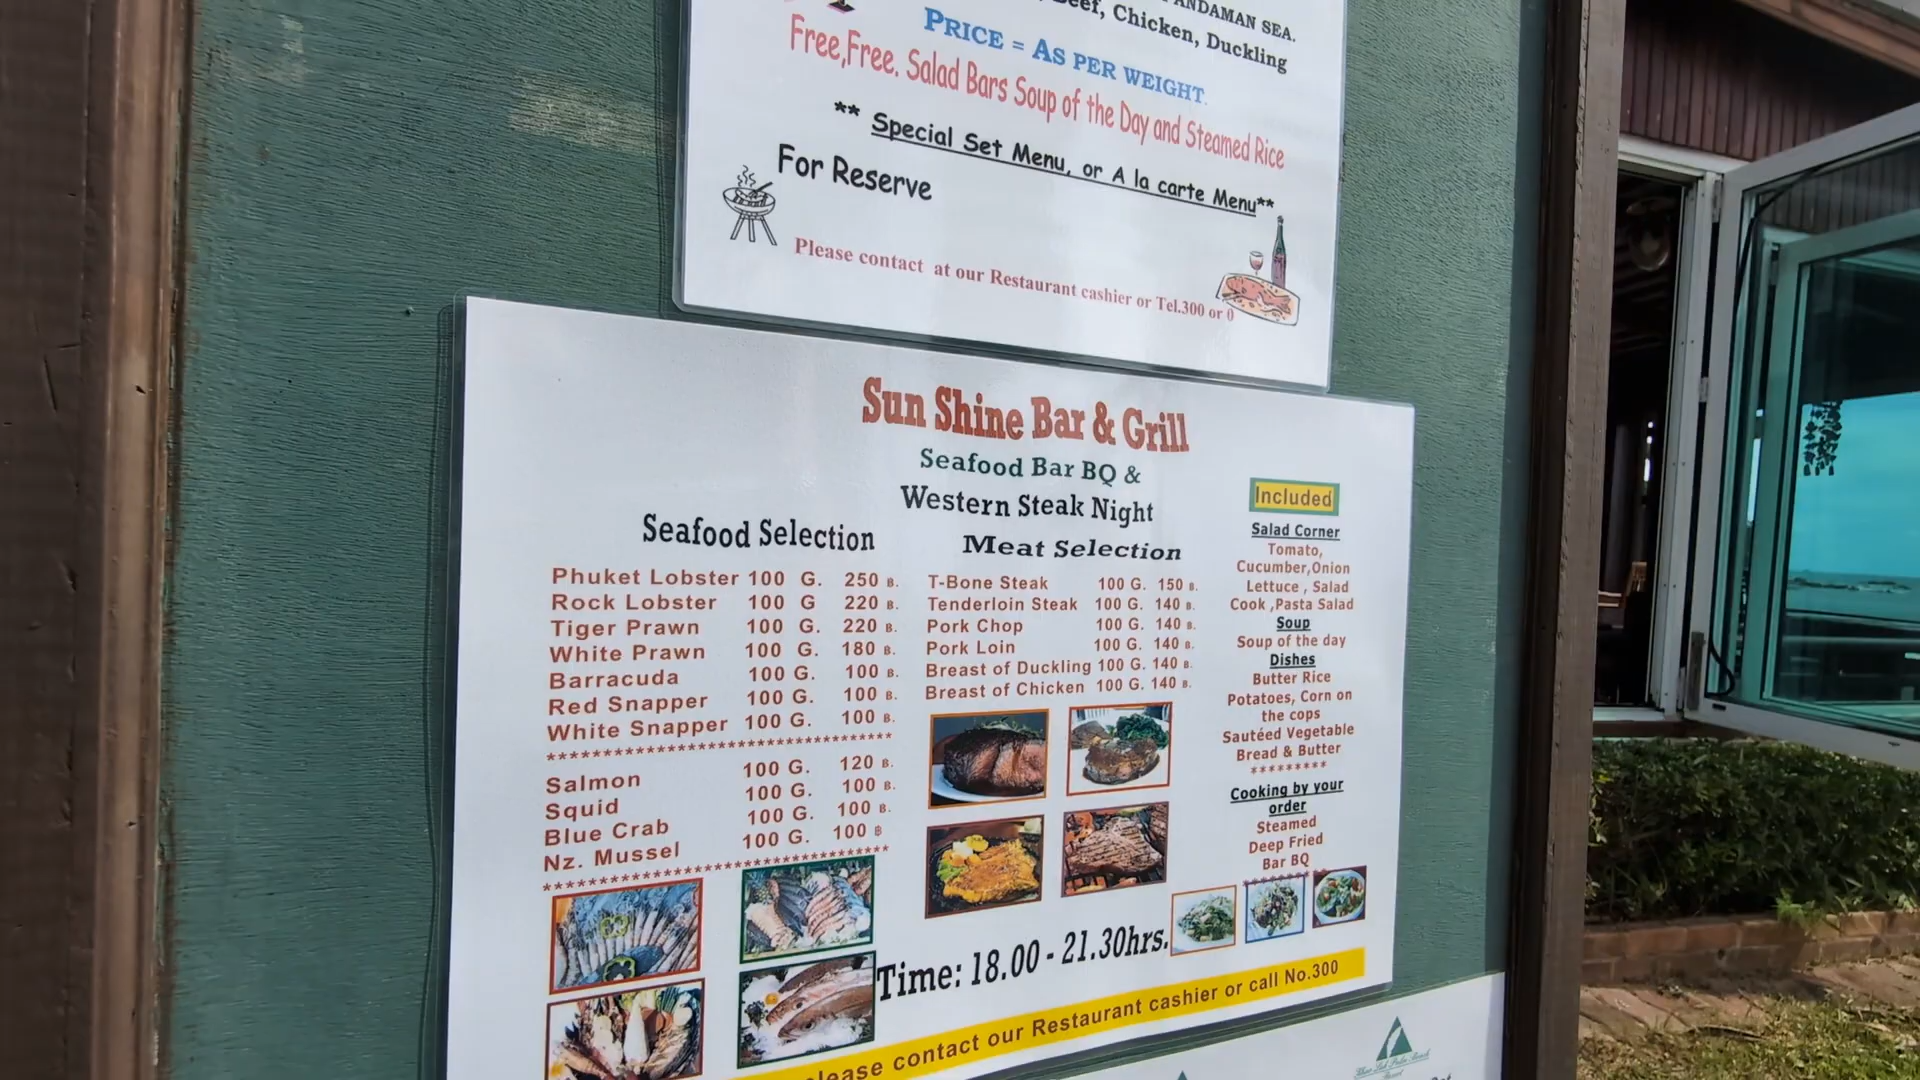 ANDAMAN SEA.
Beef, Chicken, Duckling
PRICE = AS PER WEIGHT.
Free,Free. Salad Bars Soup of the Day and Steamed Rice
** Special Set Menu, or A la carte Menu**
For Reserve
Please contact at our Restaurant cashier or Tel.300 or 0
Sun Shine Bar & Grill
Seafood Bar BQ &
Western Steak Night
Seafood Selection
Phuket Lobster 100 G. 250 B.
Rock Lobster 100 G 220 B.
Tiger Prawn 100 G. 220 B.
White Prawn 100 G. 180 B.
Barracuda 100 G. 100 B.
Red Snapper 100 G. 100 B.
White Snapper 100 G. 100 B.
********************************
Salmon 100 G. 120 B.
Squid 100 G. 100 B.
Blue Crab 100 G. 100 B.
Nz. Mussel 100 G. 100 B
********************************
Meat Selection
T-Bone Steak 100 G. 150 B.
Tenderloin Steak 100 G. 140 B.
Pork Chop 100 G. 140 B.
Pork Loin 100 G. 140 B.
Breast of Duckling 100 G. 140 B.
Breast of Chicken 100 G. 140 B.
Included
Salad Corner
Tomato,
Cucumber,Onion
Lettuce , Salad
Cook ,Pasta Salad
Soup
Soup of the day
Dishes
Butter Rice
Potatoes, Corn on
the cops
Sautéed Vegetable
Bread & Butter
*********
Cooking by your
order
Steamed
Deep Fried
Bar BQ
Time: 18.00 - 21.30hrs.
please contact our Restaurant cashier or call No.300